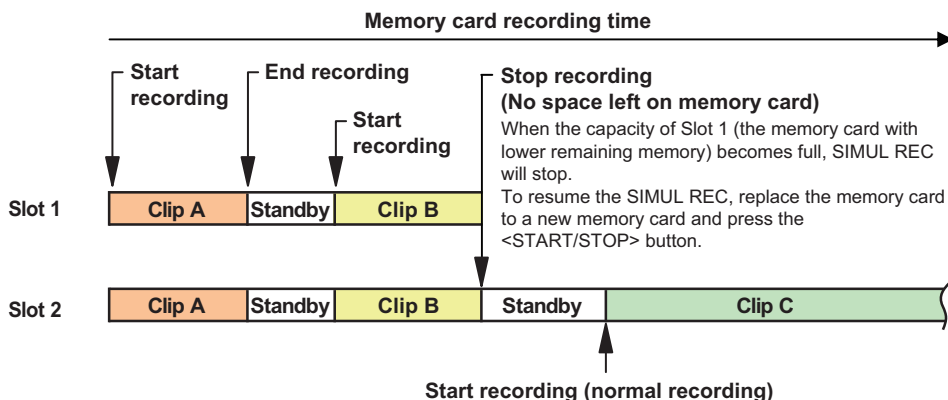 Memory card recording time
Start
recording
End recording
Start
recording
Stop recording
(No space left on memory card)
When the capacity of Slot 1 (the memory card with
lower remaining memory) becomes full, SIMUL REC
will stop.
To resume the SIMUL REC, replace the memory card
to a new memory card and press the
<START/STOP> button.
Slot 1
Clip A
Standby
Clip B
Slot 2
Clip A
Standby
Clip B
Standby
Clip C
Start recording (normal recording)